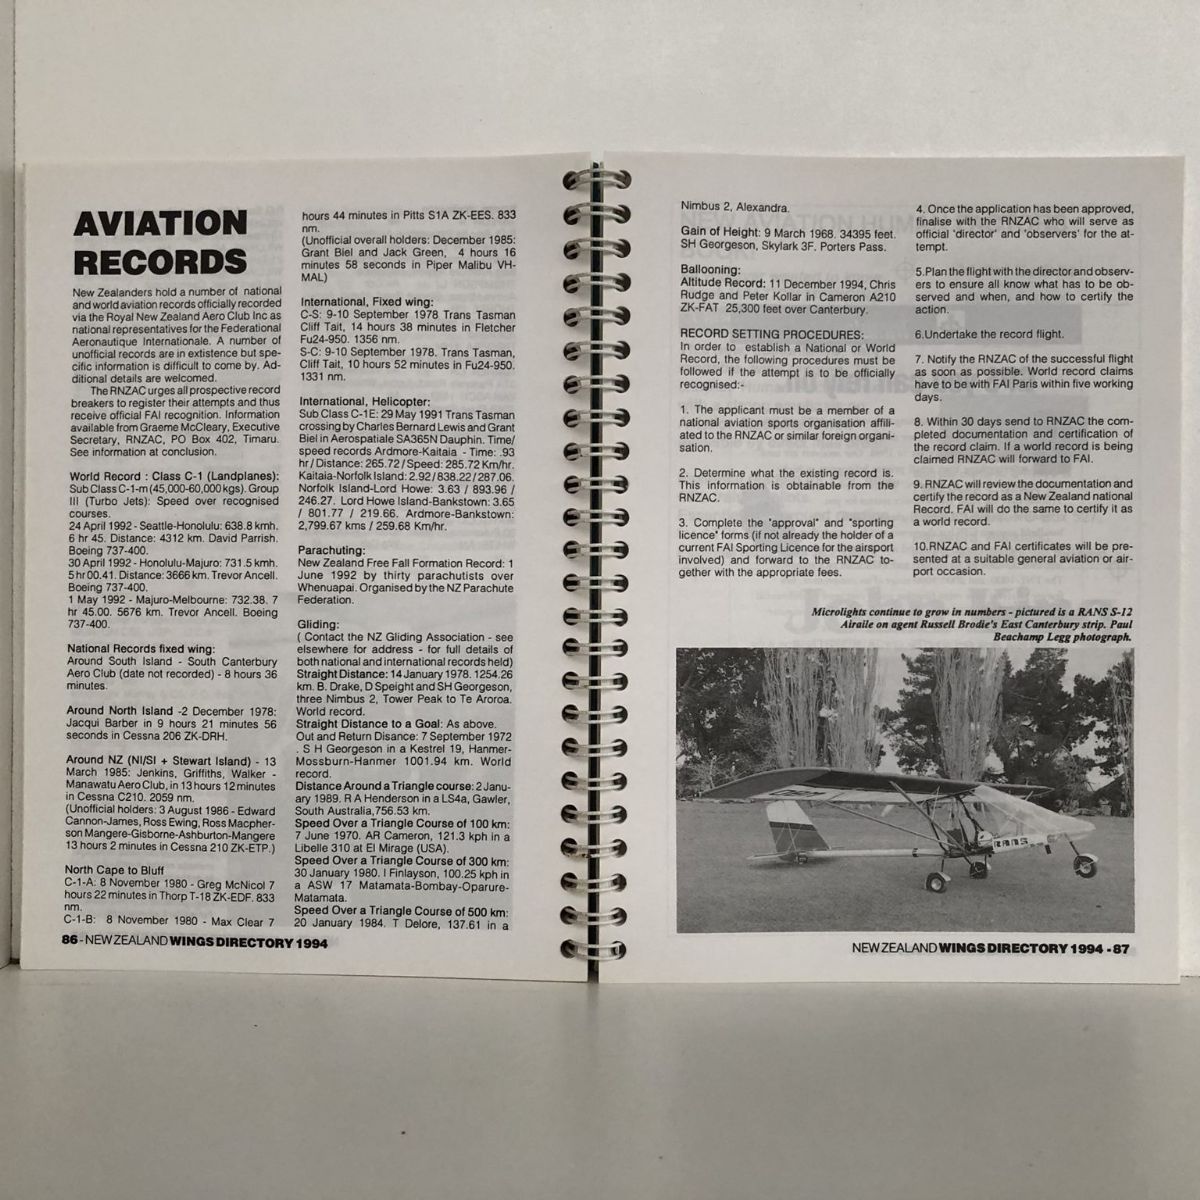 AVIATION
RECORDS
New Zealanders hold a number of national
and world aviation records officially recorded
via the Royal New Zealand Aero Club Inc as
national representatives for the Federational
Aeronautique Internationale. A number of
unofficial records are in extistence but spe-
cific information is difficult to come by. Ad-
ditional details are welcomed.
The RNZAC urges all prospective record
breakers to register their attempts and thus
receive official FAI recognition. Information
available from Graeme McCleary, Executive
Secretary, RNZAC, PO Box 402, Timaru.
See information at conclusion.
World Record : Class C-1 (Landplanes):
Sub Class C-1-m (45,000-60,000 kgs). Group
III (Turbo Jets): Speed over recognised
courses.
24 April 1992 - Seattle-Honolulu: 638.8 kmh.
6 hr 45. Distance: 4312 km. David Parrish.
Boeing 737-400.
30 April 1992 - Honolulu-Majuro: 731.5 kmh.
5 hr 00.41. Distance: 3666 km. Trevor Ancell.
Boeing 737-400.
1 May 1992 - Majuro-Melbourne: 732.38. 7
hr 45.00. 5676 km. Trevor Ancell. Boeing
737-400.
National Records fixed wing:
Around South Island - South Canterbury
Aero Club (date not recorded) - 8 hours 36
minutes.
Around North Island -2 December 1978:
Jacqui Barber in 9 hours 21 minutes 56
seconds in Cessna 206 ZK-DRH.
Around NZ (NI/SI + Stewart Island) - 13
March 1985: Jenkins, Griffiths, Walker -
Manawatu Aero Club, in 13 hours 12 minutes
in Cessna C210. 2059 nm.
(Unofficial holders: 3 August 1986 - Edward
Cannon-James, Ross Ewing, Ross Macpher-
son Mangere-Gisborne-Ashburton-Mangere
13 hours 2 minutes in Cessna 210 ZK-ETP.)
North Cape to Bluff
C-1-A: 8 November 1980 - Greg McNicol 7
hours 22 minutes in Thorp T-18 ZK-EDF. 833
nm.
C-1-B: 8 November 1980 - Max Clear 7
86 - NEW ZEALAND WINGS DIRECTORY 1994
hours 44 minutes in Pitts S1A ZK-EES. 833
nm.
(Unofficial overall holders: December 1985:
Grant Biel and Jack Green, 4 hours 16
minutes 58 seconds in Piper Malibu VH-
MAL)
International, Fixed wing:
C-S: 9-10 September 1978 Trans Tasman
Cliff Tait, 14 hours 38 minutes in Fletcher
Fu24-950. 1356 nm.
S-C: 9-10 September 1978. Trans Tasman,
Cliff Tait, 10 hours 52 minutes in Fu24-950.
1331 nm.
International, Helicopter:
Sub Class C-1E: 29 May 1991 Trans Tasman
crossing by Charles Bernard Lewis and Grant
Biel in Aerospatiale SA365N Dauphin. Time/
speed records Ardmore-Kaitaia - Time: .93
hr / Distance: 265.72 / Speed: 285.72 Km/hr.
Kaitaia-Norfolk Island: 2.92 / 838.22 / 287.06.
Norfolk Island-Lord Howe: 3.63 / 893.96 /
246.27. Lord Howe Island-Bankstown: 3.65
/ 801.77 / 219.66. Ardmore-Bankstown:
2,799.67 kms / 259.68 Km/hr.
Parachuting:
New Zealand Free Fall Formation Record: 1
June 1992 by thirty parachutists over
Whenuapai. Organised by the NZ Parachute
Federation.
Gliding:
( Contact the NZ Gliding Association - see
elsewhere for address - for full details of
both national and international records held)
Straight Distance: 14 January 1978. 1254.26
km. B. Drake, D Speight and SH Georgeson,
three Nimbus 2, Tower Peak to Te Aroroa.
World record.
Straight Distance to a Goal: As above.
Out and Return Disance: 7 September 1972
. S H Georgeson in a Kestrel 19, Hanmer-
Mossburn-Hanmer 1001.94 km. World
record.
Distance Around a Triangle course: 2 Janu-
ary 1989. R A Henderson in a LS4a, Gawler,
South Australia,756.53 km.
Speed Over a Triangle Course of 100 km:
7 June 1970. AR Cameron, 121.3 kph in a
Libelle 310 at El Mirage (USA).
Speed Over a Triangle Course of 300 km:
30 January 1980. I Finlayson, 100.25 kph in
a ASW 17 Matamata-Bombay-Oparure-
Matamata.
Speed Over a Triangle Course of 500 km:
20 January 1984. T Delore, 137.61 in a
Nimbus 2, Alexandra.
Gain of Height: 9 March 1968. 34395 feet.
SH Georgeson, Skylark 3F. Porters Pass.
Ballooning:
Altitude Record: 11 December 1994, Chris
Rudge and Peter Kollar in Cameron A210
ZK-FAT 25,300 feet over Canterbury.
RECORD SETTING PROCEDURES:
In order to establish a National or World
Record, the following procedures must be
followed if the attempt is to be officially
recognised:-
1. The applicant must be a member of a
national aviation sports organisation affili-
ated to the RNZAC or similar foreign organi-
sation.
2. Determine what the existing record is.
This information is obtainable from the
RNZAC.
3. Complete the "approval" and "sporting
licence" forms (if not already the holder of a
current FAI Sporting Licence for the airsport
involved) and forward to the RNZAC to-
gether with the appropriate fees.
4. Once the application has been approved,
finalise with the RNZAC who will serve as
official 'director' and 'observers' for the at-
tempt.
5.Plan the flight with the director and observ-
ers to ensure all know what has to be ob-
served and when, and how to certify the
action.
6.Undertake the record flight.
7. Notify the RNZAC of the successful flight
as soon as possible. World record claims
have to be with FAI Paris within five working
days.
8. Within 30 days send to RNZAC the com-
pleted documentation and certification of
the record claim. If a world record is being
claimed RNZAC will forward to FAI.
9. RNZAC will review the documentation and
certify the record as a New Zealand national
Record. FAI will do the same to certify it as
a world record.
10.RNZAC and FAI certificates will be pre-
sented at a suitable general aviation or air-
port occasion.
Microlights continue to grow in numbers - pictured is a RANS S-12
Airaile on agent Russell Brodie's East Canterbury strip. Paul
Beachamp Legg photograph.
RANS
NEW ZEALAND WINGS DIRECTORY 1994 - 87